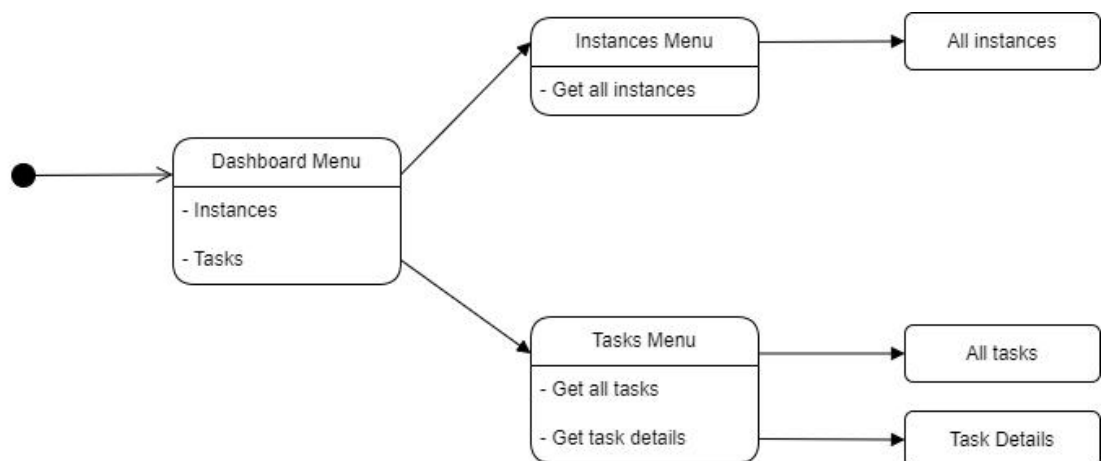 Instances Menu
- Get all instances
All instances
Dashboard Menu
- Instances
- Tasks
Tasks Menu
- Get all tasks
- Get task details
All tasks
Task Details